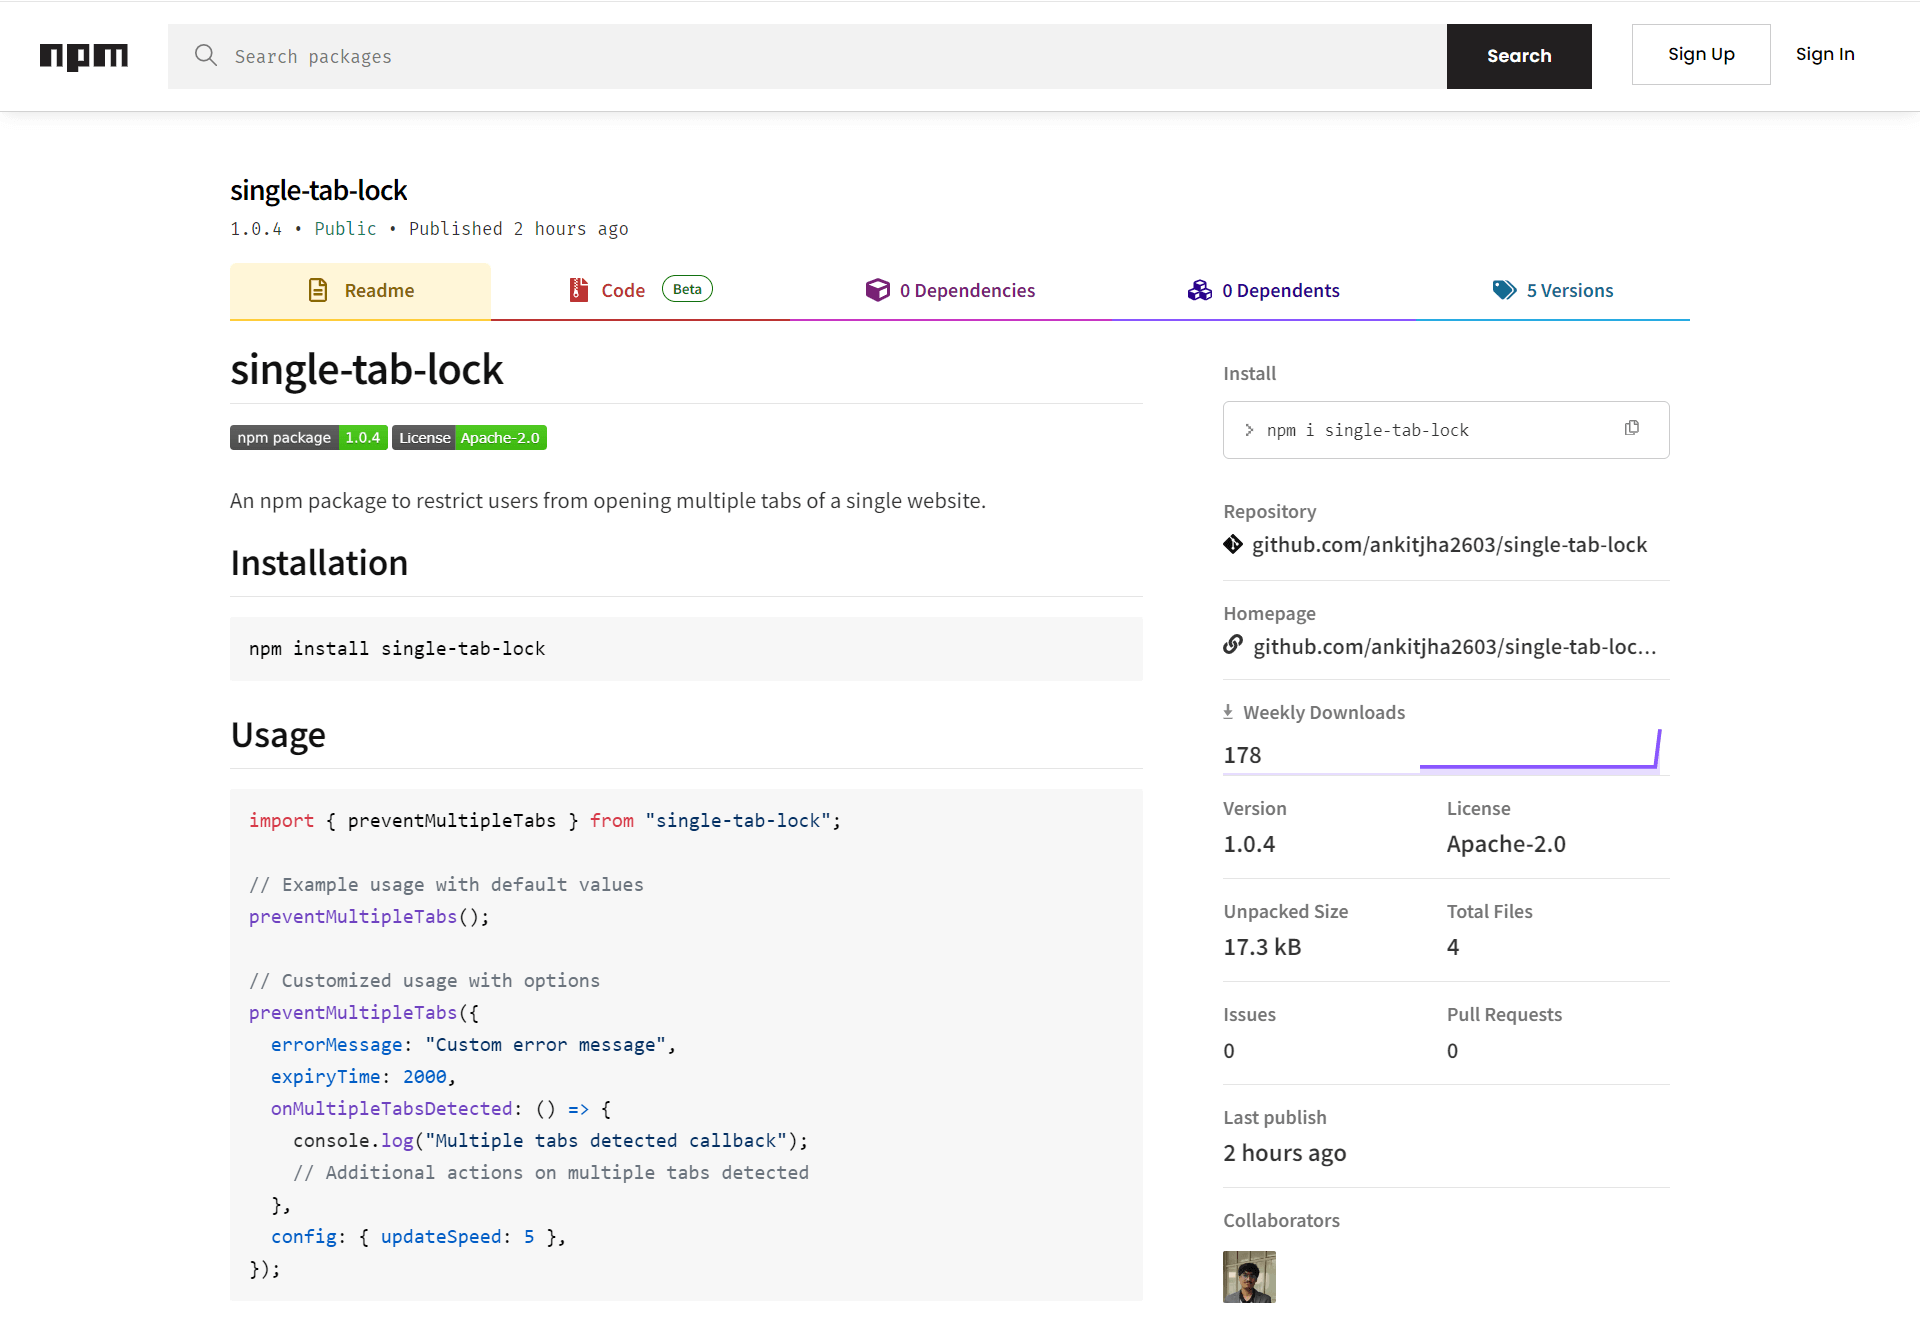 npm
Search packages
Search
Sign Up
Sign In
single-tab-lock
1.0.4 • Public • Published 2 hours ago
Readme
Code Beta
0 Dependencies
0 Dependents
5 Versions
single-tab-lock
npm package 1.0.4 License Apache-2.0
An npm package to restrict users from opening multiple tabs of a single website.
Installation
npm install single-tab-lock
Usage
import { preventMultipleTabs } from "single-tab-lock";
// Example usage with default values
preventMultipleTabs();
// Customized usage with options
preventMultipleTabs({
errorMessage: "Custom error message",
expiryTime: 2000,
onMultipleTabsDetected: () => {
console.log("Multiple tabs detected callback");
// Additional actions on multiple tabs detected
},
config: { updateSpeed: 5 },
});
Install
> npm i single-tab-lock
Repository
github.com/ankitjha2603/single-tab-lock
Homepage
github.com/ankitjha2603/single-tab-loc...
Weekly Downloads
178
Version
1.0.4
License
Apache-2.0
Unpacked Size
17.3 kB
Total Files
4
Issues
0
Pull Requests
0
Last publish
2 hours ago
Collaborators